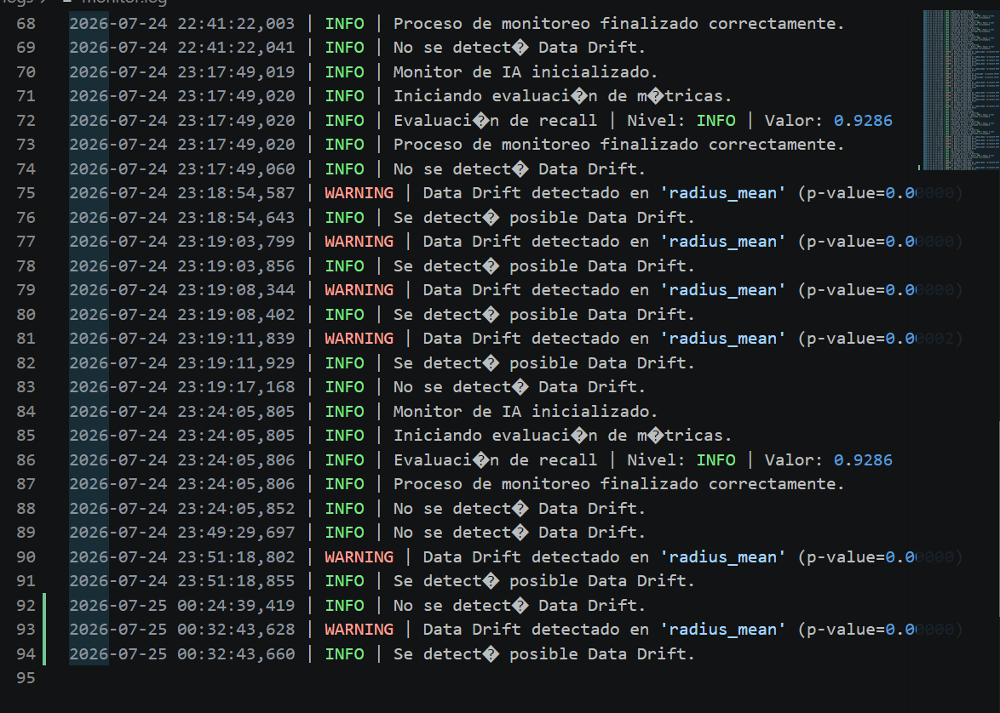 logs > monitor.log
68 2026-07-24 22:41:22,003 | INFO | Proceso de monitoreo finalizado correctamente.
69 2026-07-24 22:41:22,041 | INFO | No se detect� Data Drift.
70 2026-07-24 23:17:49,019 | INFO | Monitor de IA inicializado.
71 2026-07-24 23:17:49,020 | INFO | Iniciando evaluaci�n de m�tricas.
72 2026-07-24 23:17:49,020 | INFO | Evaluaci�n de recall | Nivel: INFO | Valor: 0.9286
73 2026-07-24 23:17:49,020 | INFO | Proceso de monitoreo finalizado correctamente.
74 2026-07-24 23:17:49,060 | INFO | No se detect� Data Drift.
75 2026-07-24 23:18:54,587 | WARNING | Data Drift detectado en 'radius_mean' (p-value=0.00000)
76 2026-07-24 23:18:54,643 | INFO | Se detect� posible Data Drift.
77 2026-07-24 23:19:03,799 | WARNING | Data Drift detectado en 'radius_mean' (p-value=0.00000)
78 2026-07-24 23:19:03,856 | INFO | Se detect� posible Data Drift.
79 2026-07-24 23:19:08,344 | WARNING | Data Drift detectado en 'radius_mean' (p-value=0.00000)
80 2026-07-24 23:19:08,402 | INFO | Se detect� posible Data Drift.
81 2026-07-24 23:19:11,839 | WARNING | Data Drift detectado en 'radius_mean' (p-value=0.00002)
82 2026-07-24 23:19:11,929 | INFO | Se detect� posible Data Drift.
83 2026-07-24 23:19:17,168 | INFO | No se detect� Data Drift.
84 2026-07-24 23:24:05,805 | INFO | Monitor de IA inicializado.
85 2026-07-24 23:24:05,805 | INFO | Iniciando evaluaci�n de m�tricas.
86 2026-07-24 23:24:05,806 | INFO | Evaluaci�n de recall | Nivel: INFO | Valor: 0.9286
87 2026-07-24 23:24:05,806 | INFO | Proceso de monitoreo finalizado correctamente.
88 2026-07-24 23:24:05,852 | INFO | No se detect� Data Drift.
89 2026-07-24 23:49:29,697 | INFO | No se detect� Data Drift.
90 2026-07-24 23:51:18,802 | WARNING | Data Drift detectado en 'radius_mean' (p-value=0.00000)
91 2026-07-24 23:51:18,855 | INFO | Se detect� posible Data Drift.
92 2026-07-25 00:24:39,419 | INFO | No se detect� Data Drift.
93 2026-07-25 00:32:43,628 | WARNING | Data Drift detectado en 'radius_mean' (p-value=0.00000)
94 2026-07-25 00:32:43,660 | INFO | Se detect� posible Data Drift.
95